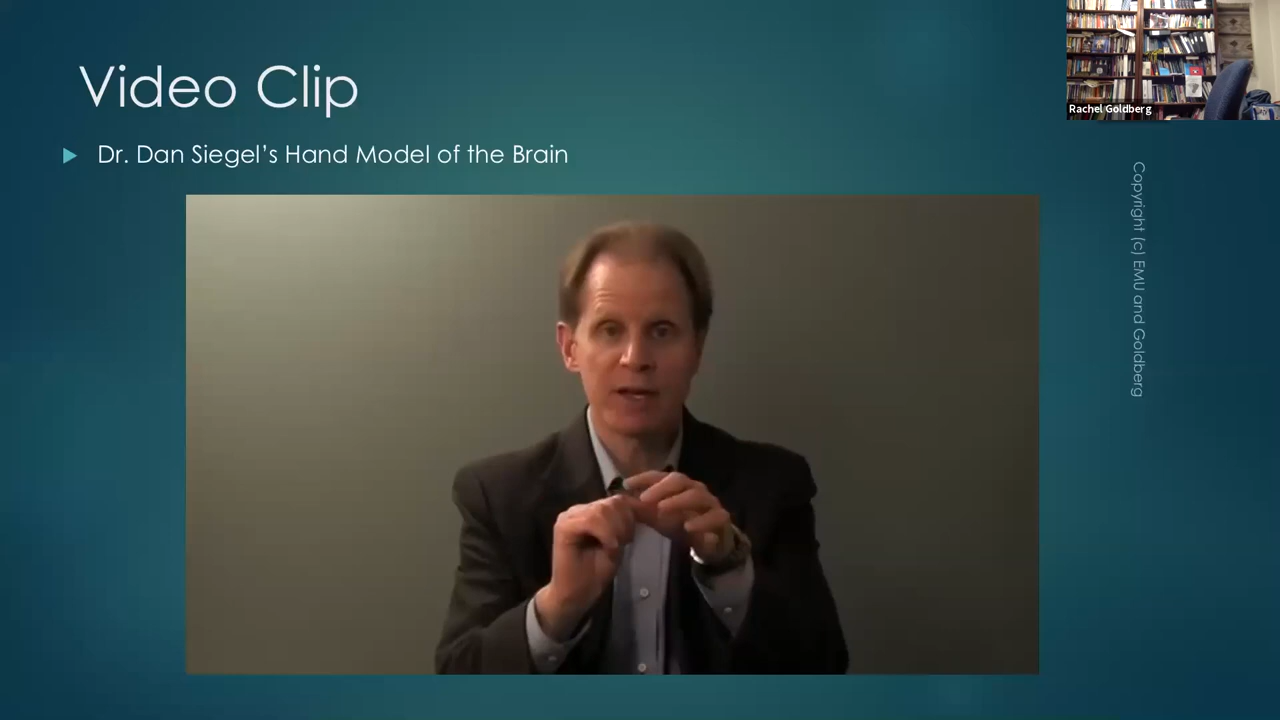 Video Clip
Dr. Dan Siegel’s Hand Model of the Brain
Rachel Goldberg
Copyright (c) EMU and Goldberg